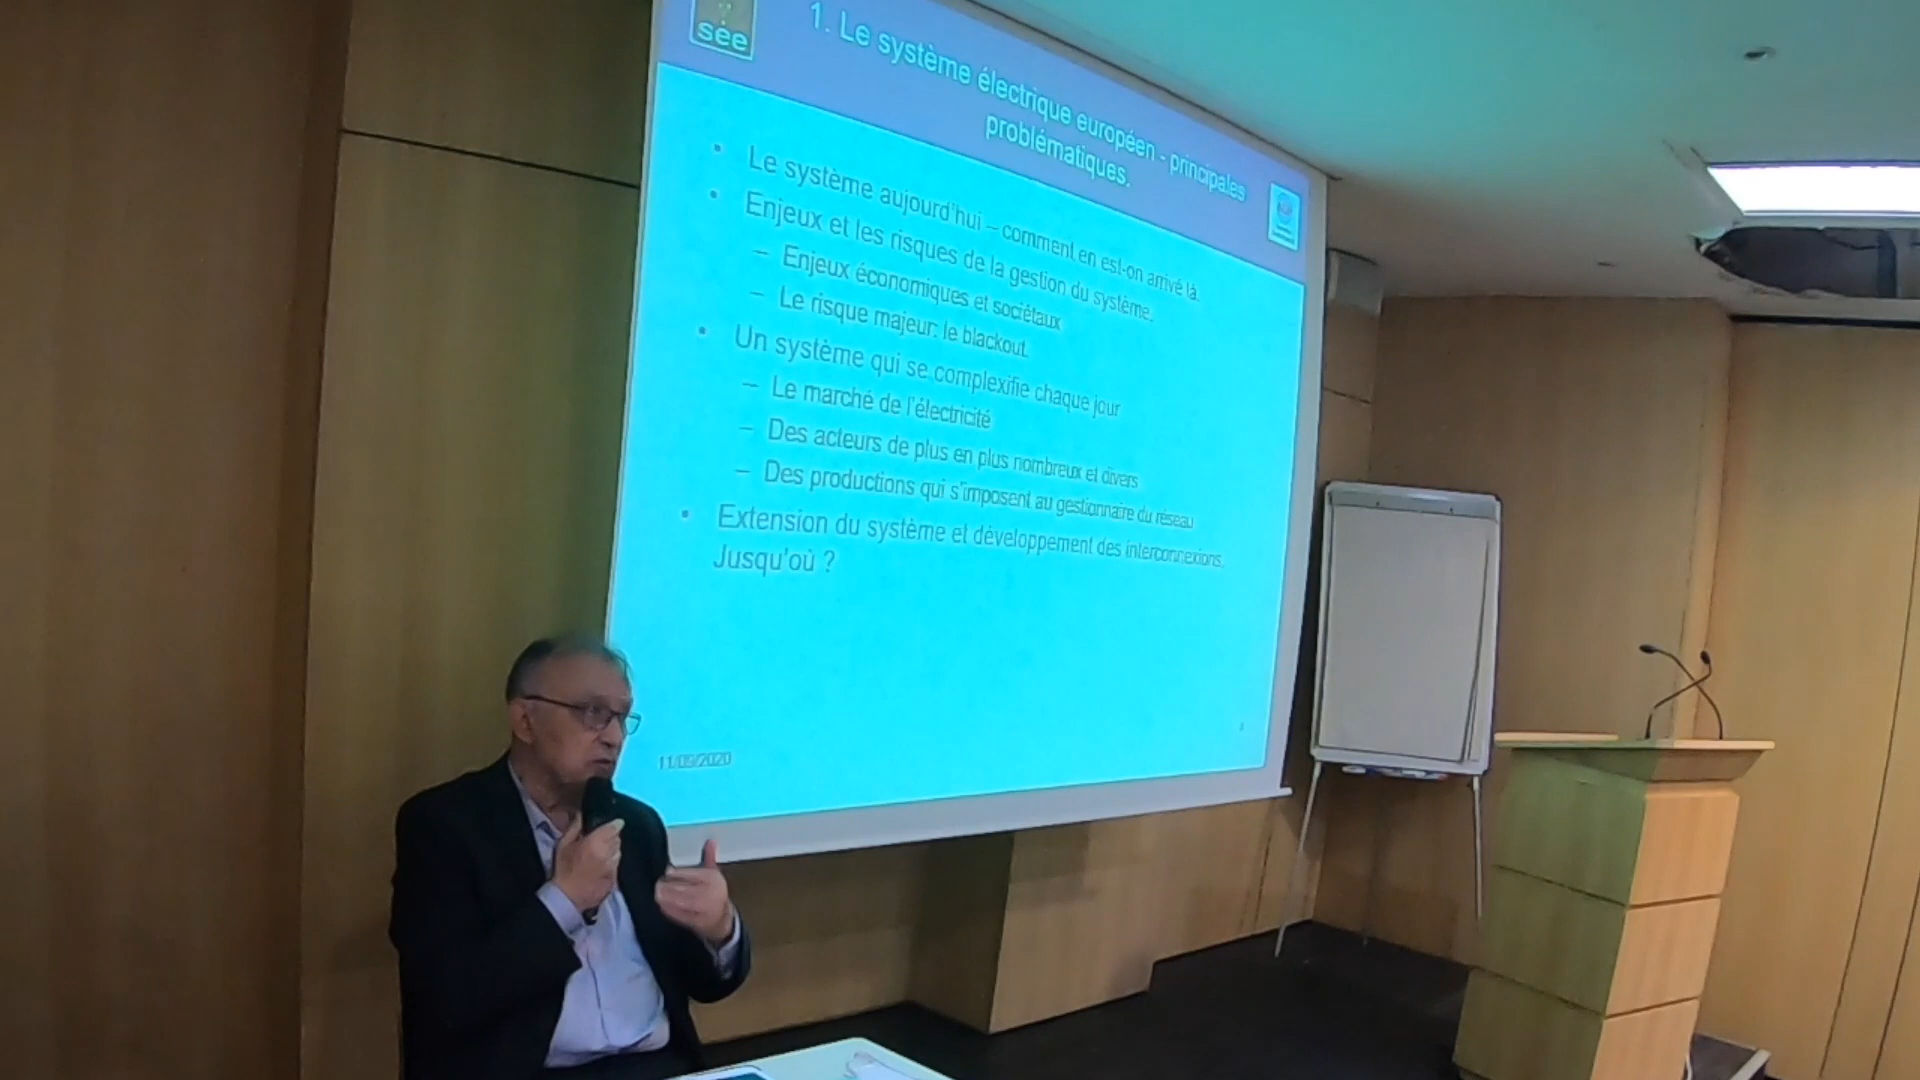 see
1. Le système électrique européen - principales
problématiques.
• Le système aujourd'hui – comment en est-on arrivé là.
• Enjeux et les risques de la gestion du système.
– Enjeux économiques et sociétaux
– Le risque majeur: le blackout.
• Un système qui se complexifie chaque jour
– Le marché de l'électricité
– Des acteurs de plus en plus nombreux et divers
– Des productions qui s'imposent au gestionnaire du réseau
• Extension du système et développement des interconnexions.
Jusqu'où ?
11/09/2020